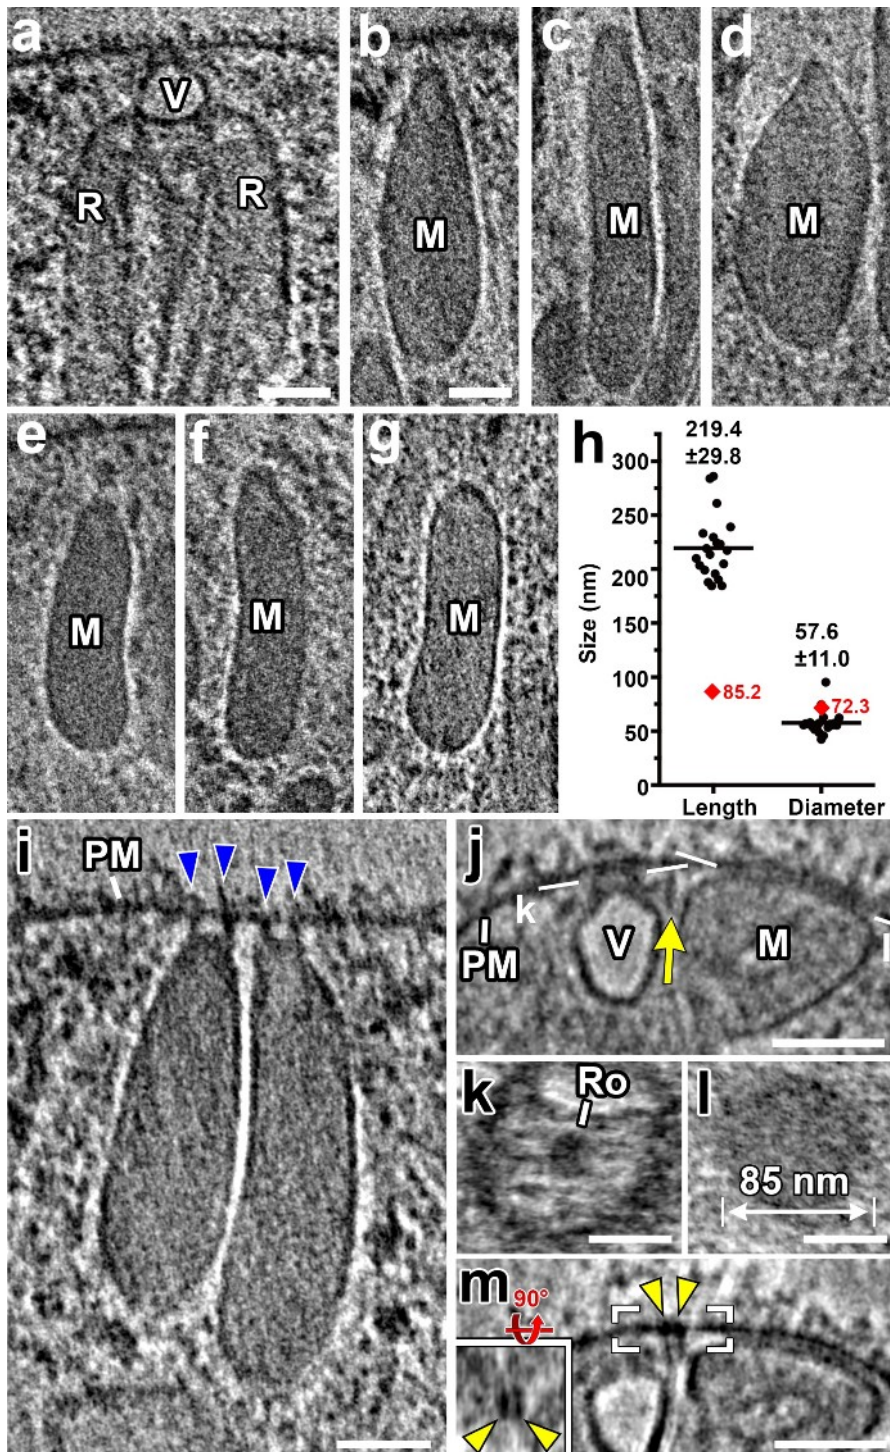 a
V
R
R
b
M
c
M
d
M
e
M
f
M
g
M
h
219.4
±29.8
300
250
200
150
100
50
0
Size (nm)
85.2
57.6
±11.0
72.3
Length
Diameter
i
PM
j
k
V
M
l
PM
k
Ro
l
85 nm
m
90°